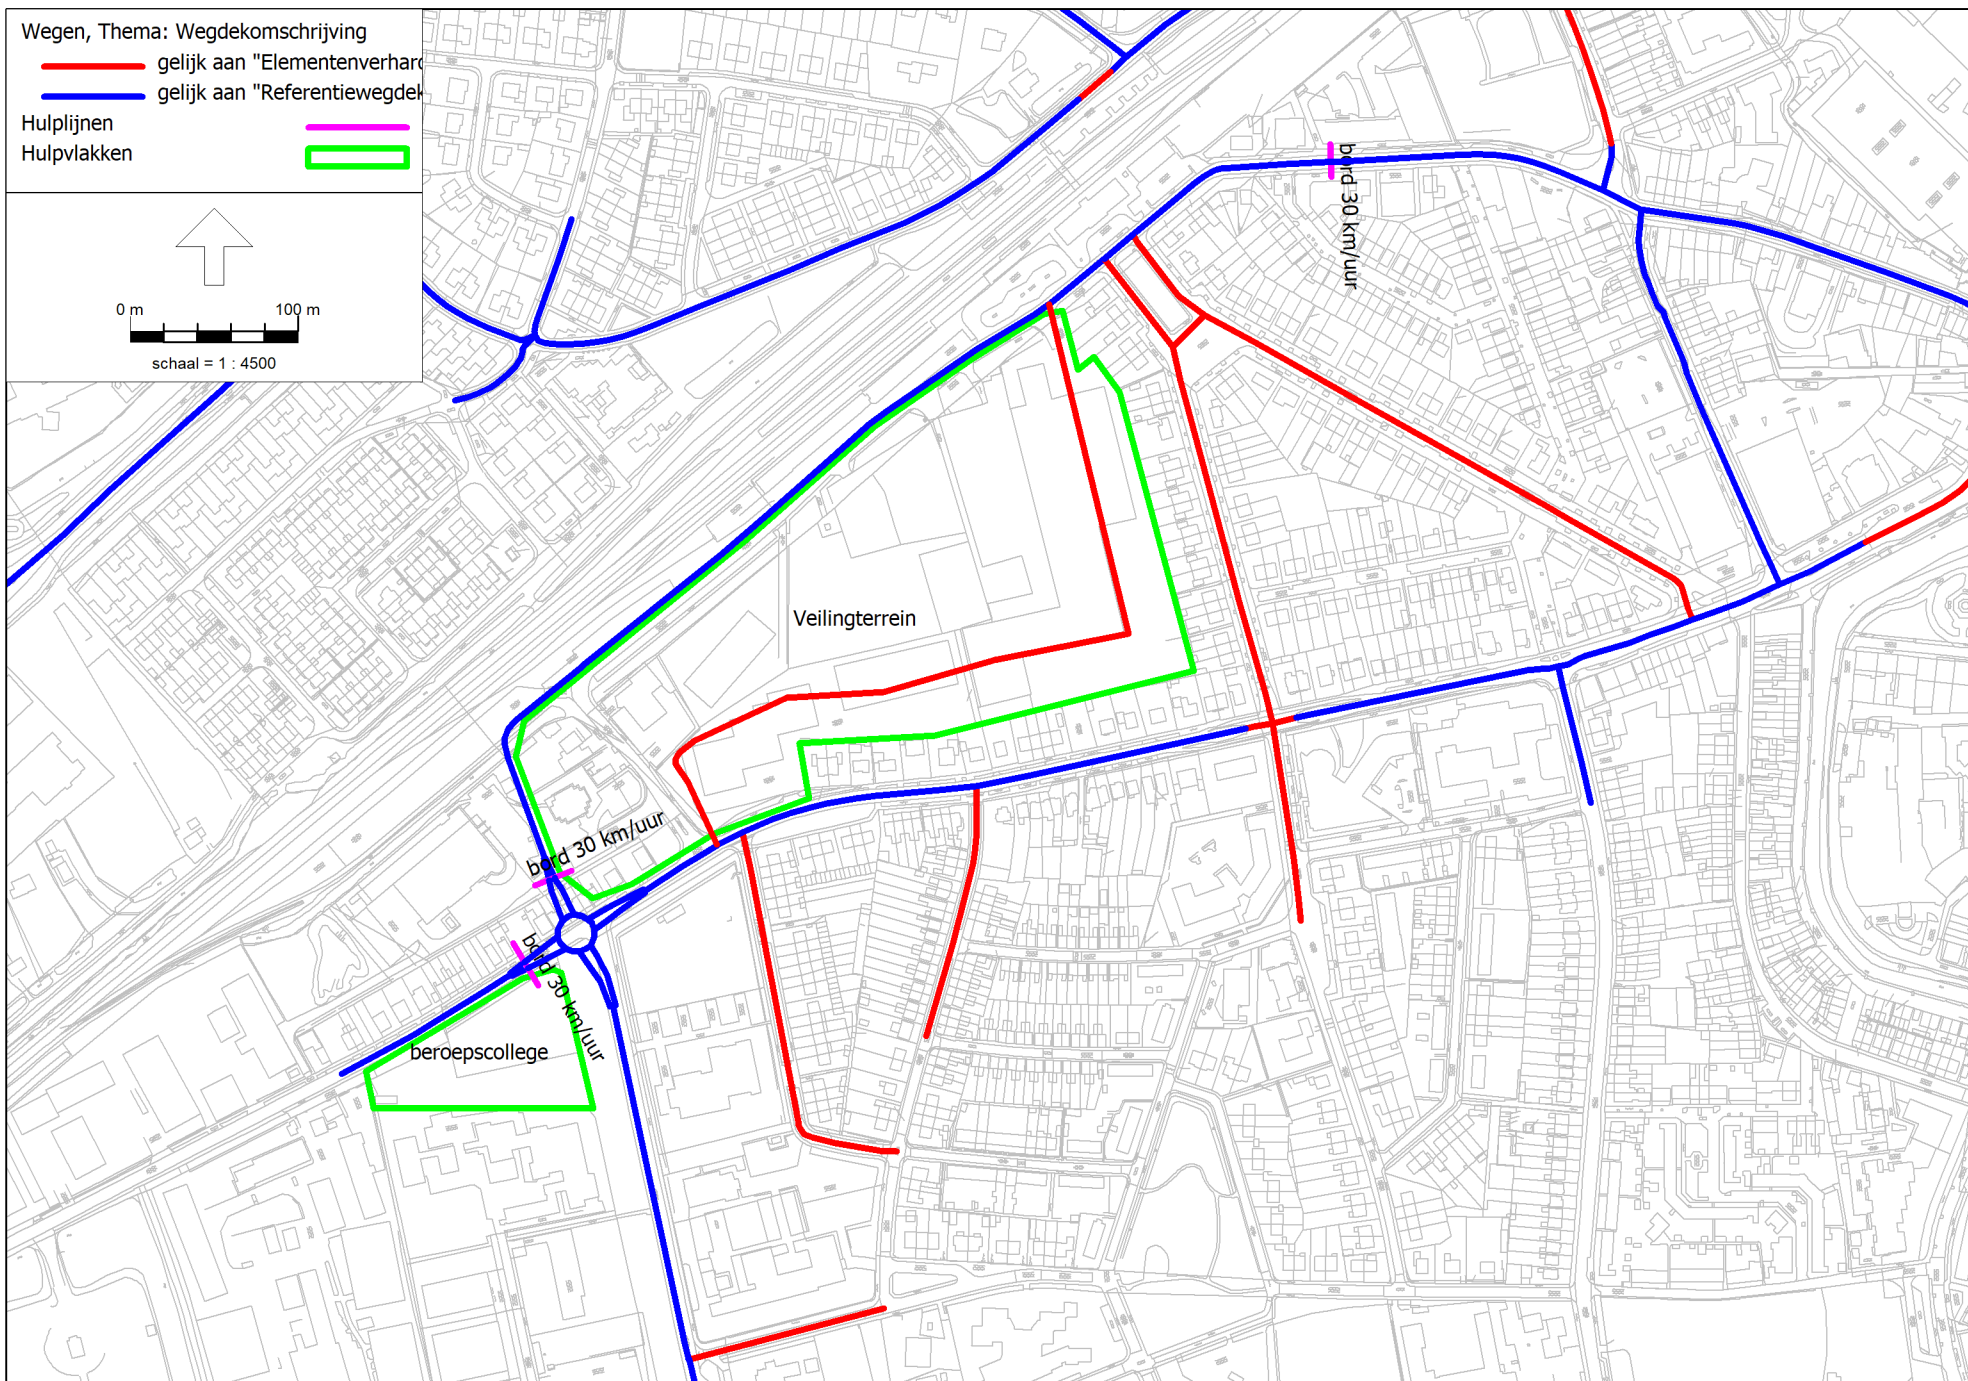 Wegen, Thema: Wegdekomschrijving
gelijk aan "Elementenverhard
gelijk aan "Referentiewegdek
Hulplijnen
Hulpvlakken
0 m 100 m
schaal = 1 : 4500
bord 30 km/uur
Veilingterrein
bord 30 km/uur
bord 30 km/uur
beroepscollege